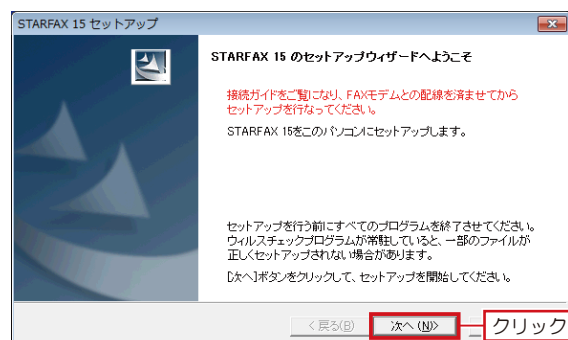 STARFAX 15 セットアップ
STARFAX 15 のセットアップウィザードへようこそ
接続ガイドをご覧になり、FAXモデムとの配線を済ませてから
セットアップを行なってください。
STARFAX 15をこのパソコンにセットアップします。
セットアップを行う前にすべてのプログラムを終了させてください。
ウィルスチェックプログラムが常駐していると、一部のファイルが
正しくセットアップされない場合があります。
[次へ]ボタンをクリックして、セットアップを開始してください。
< 戻る(B)
次へ (N)>
クリック